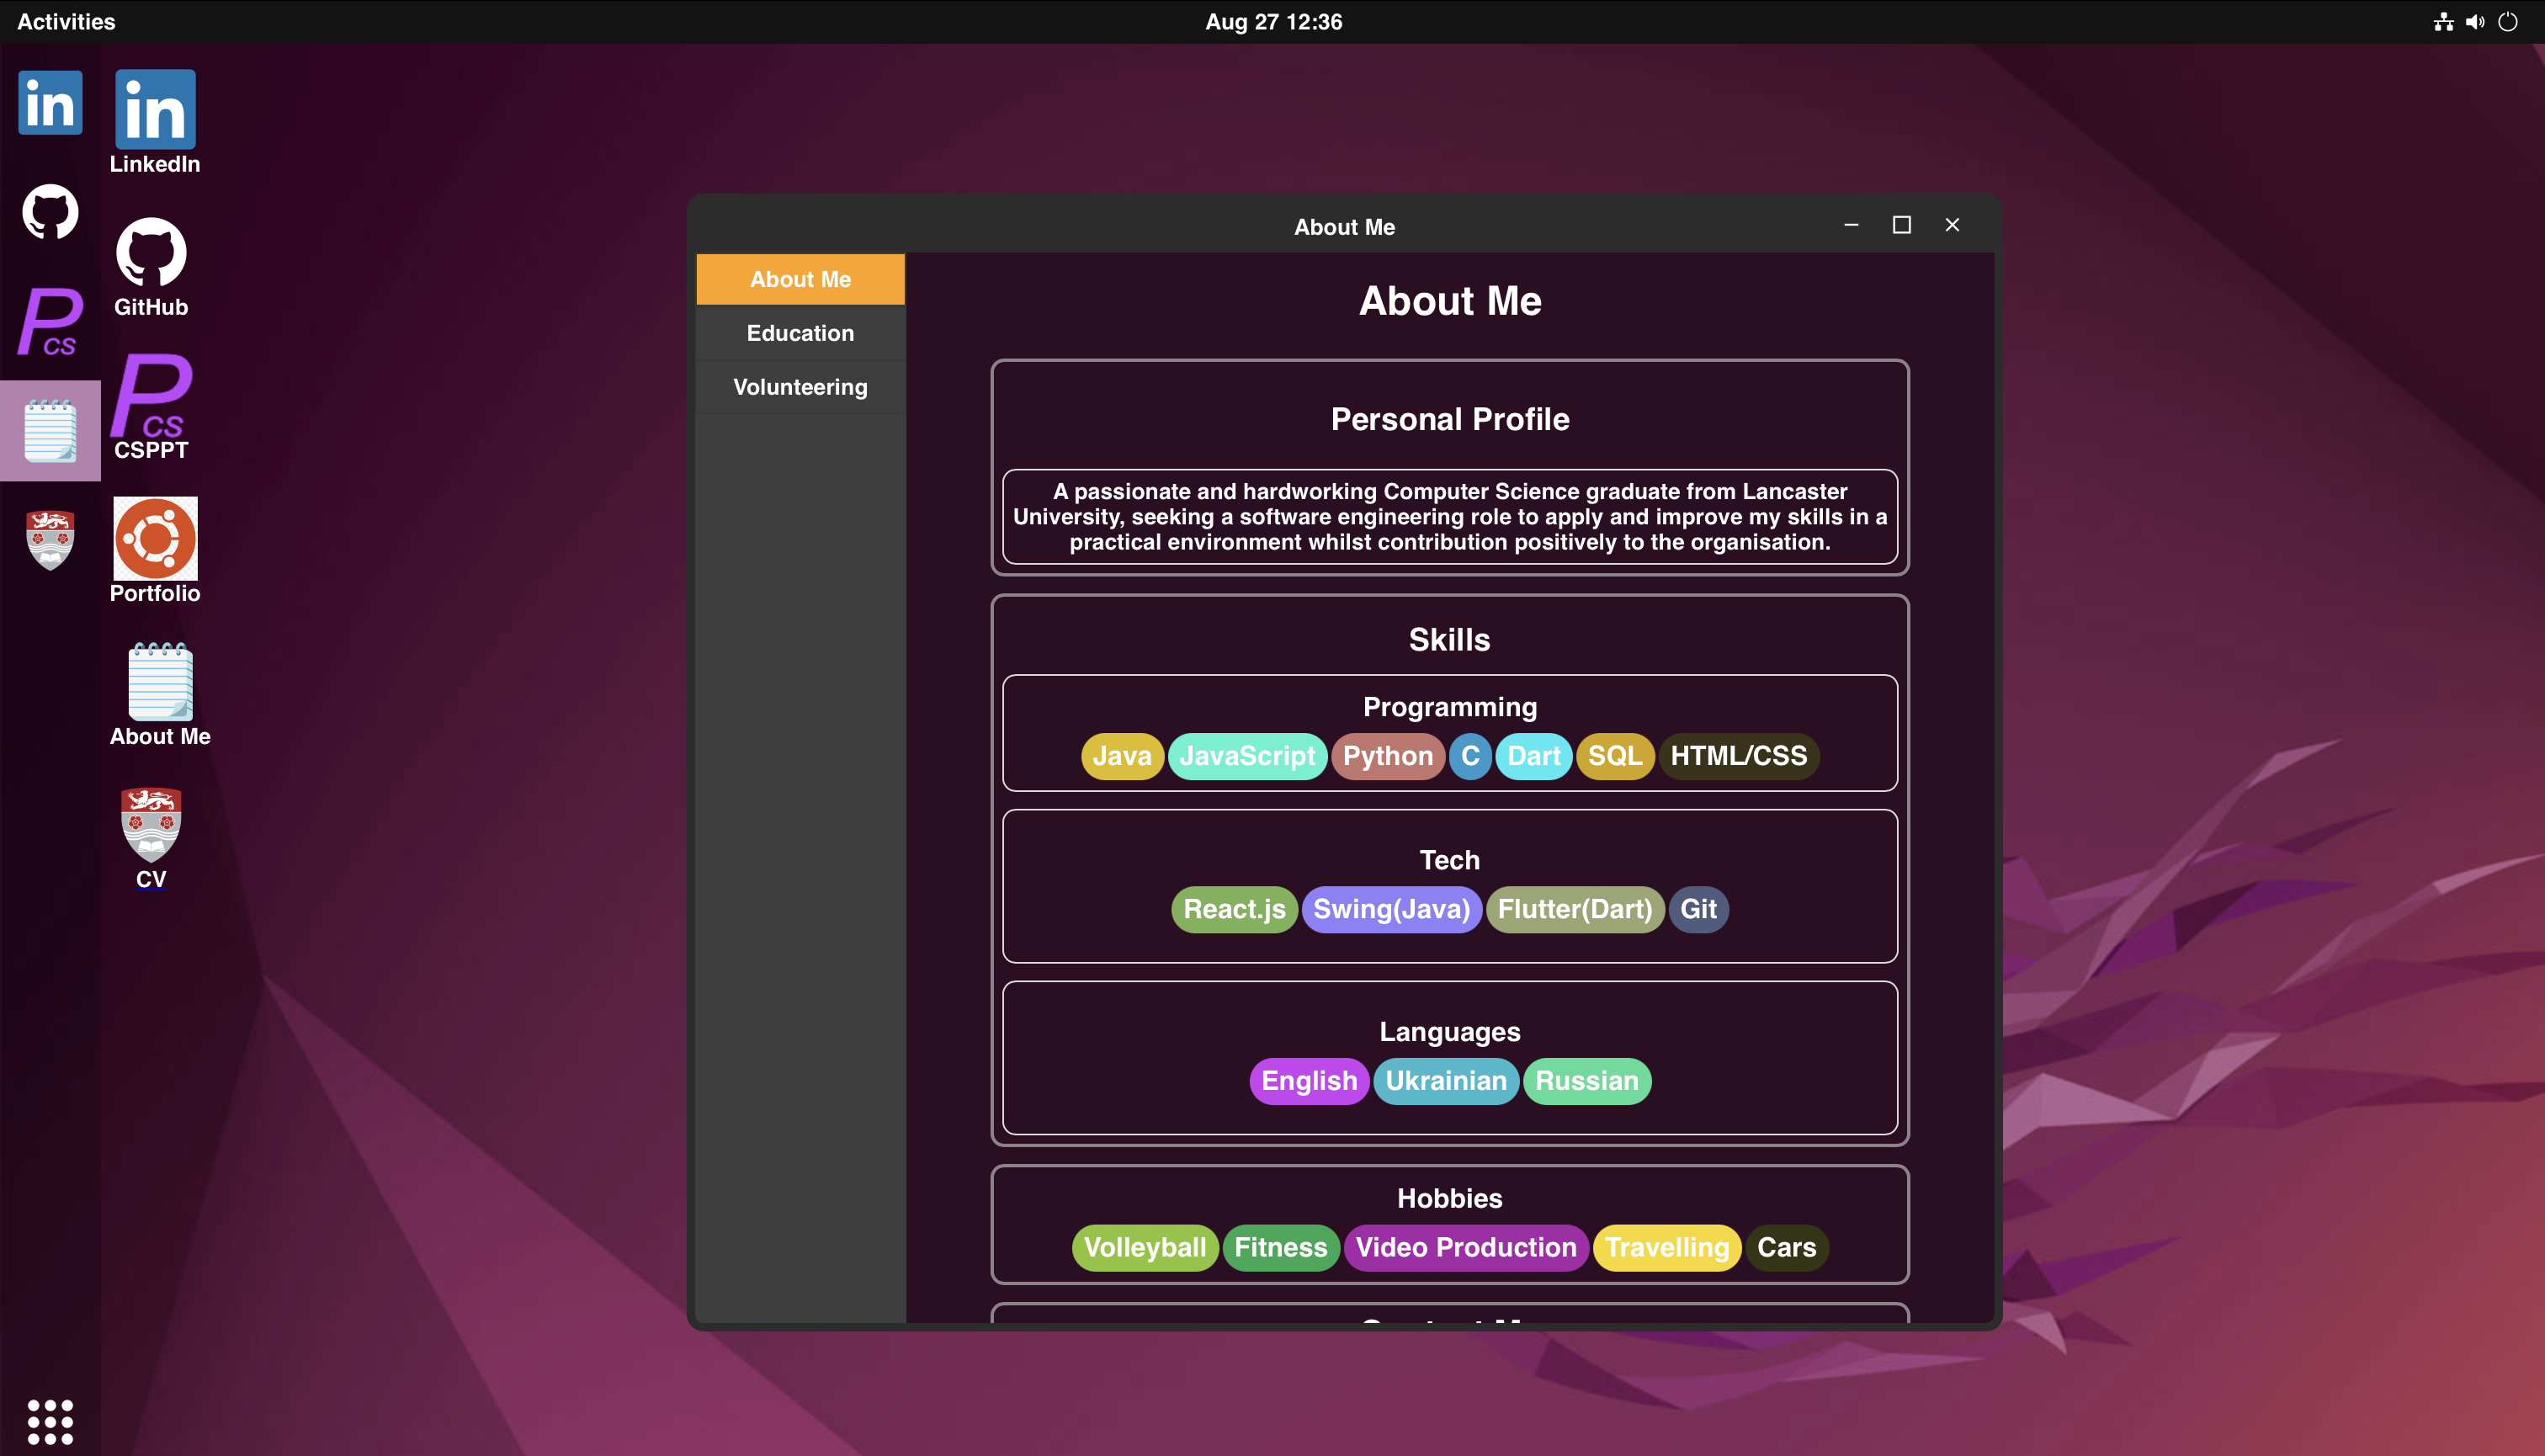 Activities
Aug 27 12:36
in
in
LinkedIn
GitHub
P
CS
P
CS
CSPPT
Portfolio
About Me
CV
About Me
About Me
Education
Volunteering
About Me
Personal Profile
A passionate and hardworking Computer Science graduate from Lancaster
University, seeking a software engineering role to apply and improve my skills in a
practical environment whilst contribution positively to the organisation.
Skills
Programming
Java JavaScript Python C Dart SQL HTML/CSS
Tech
React.js Swing(Java) Flutter(Dart) Git
Languages
English Ukrainian Russian
Hobbies
Volleyball Fitness Video Production Travelling Cars